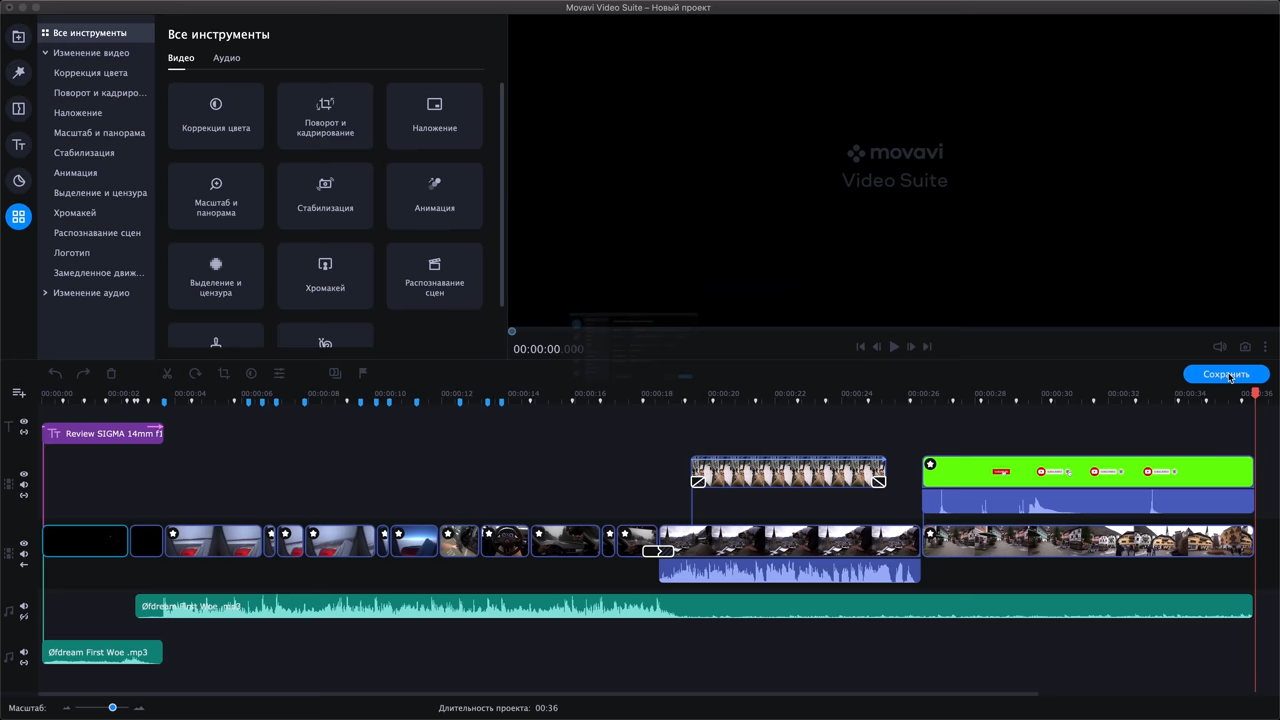 Movavi Video Suite – Новый проект
Все инструменты
Изменение видео
Коррекция цвета
Поворот и кадриро...
Наложение
Масштаб и панорама
Стабилизация
Анимация
Выделение и цензура
Хромакей
Распознавание сцен
Логотип
Замедленное движ...
Изменение аудио
Все инструменты
Видео Аудио
Коррекция цвета
Поворот и
кадрирование
Наложение
Масштаб и
панорама
Стабилизация
Анимация
Выделение и
цензура
Хромакей
Распознавание
сцен
movavi
Video Suite
00:00:00.000
Сохранить
00:00:00 00:00:02 00:00:04 00:00:06 00:00:08 00:00:10 00:00:12 00:00:14 00:00:16 00:00:18 00:00:20 00:00:22 00:00:24 00:00:26 00:00:28 00:00:30 00:00:32 00:00:34 :36
Review SIGMA 14mm f1
Øfdream First Woe .mp3
Øfdream First Woe .mp3
Масштаб:
Длительность проекта: 00:36